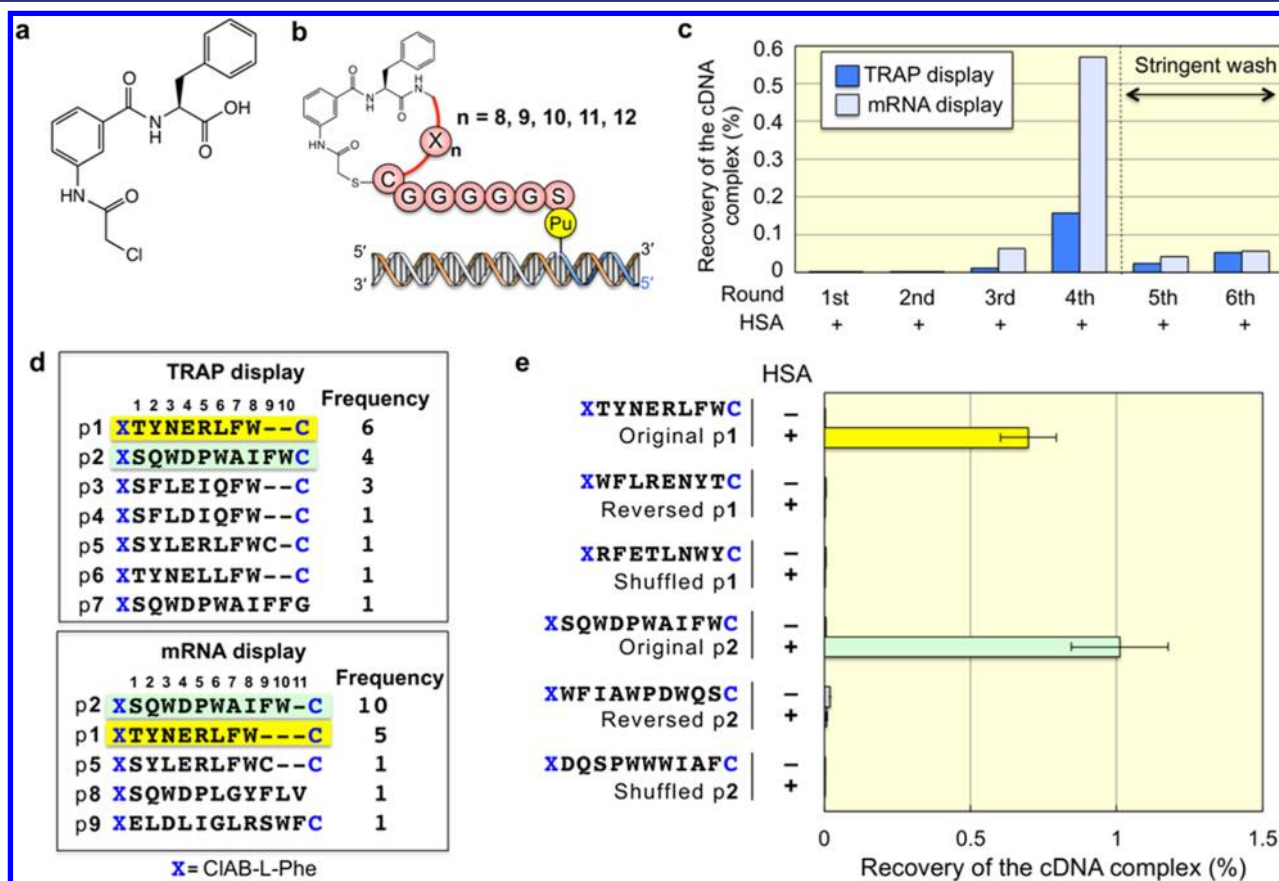 a
O
N
H
OH
O
HN
O
Cl
b
O
N
H
O
HN
n = 8, 9, 10, 11, 12
X n
O
HN
S
C G G G G G G S
Pu
5′ 3′
3′ 5′
c
Recovery of the cDNA complex (%)
0.6
0.5
0.4
0.3
0.2
0.1
0
TRAP display
mRNA display
Stringent wash
Round 1st 2nd 3rd 4th 5th 6th
HSA + + + + + +
d
TRAP display
1 2 3 4 5 6 7 8 9 10 Frequency
p1 XTYNERLFW--C 6
p2 XSQWDPWAIFWC 4
p3 XSFLEIQFW--C 3
p4 XSFLDIQFW--C 1
p5 XSYLERLFWC-C 1
p6 XTYNELLFW--C 1
p7 XSQWDPWAIFFG 1
mRNA display
1 2 3 4 5 6 7 8 9 10 11 Frequency
p2 XSQWDPWAIFW-C 10
p1 XTYNERLFW---C 5
p5 XSYLERLFWC--C 1
p8 XSQWDPLGYFLV 1
p9 XELDLIGLRSWFC 1
X = ClAB-L-Phe
e
HSA
XTYNERLFWC −
Original p1 +
XWFLRENYTC −
Reversed p1 +
XRFETLNWYC −
Shuffled p1 +
XSQWDPWAIFWC −
Original p2 +
XWFIAWPDWQSC −
Reversed p2 +
XDQSPWWWIAFC −
Shuffled p2 +
0 0.5 1 1.5
Recovery of the cDNA complex (%)